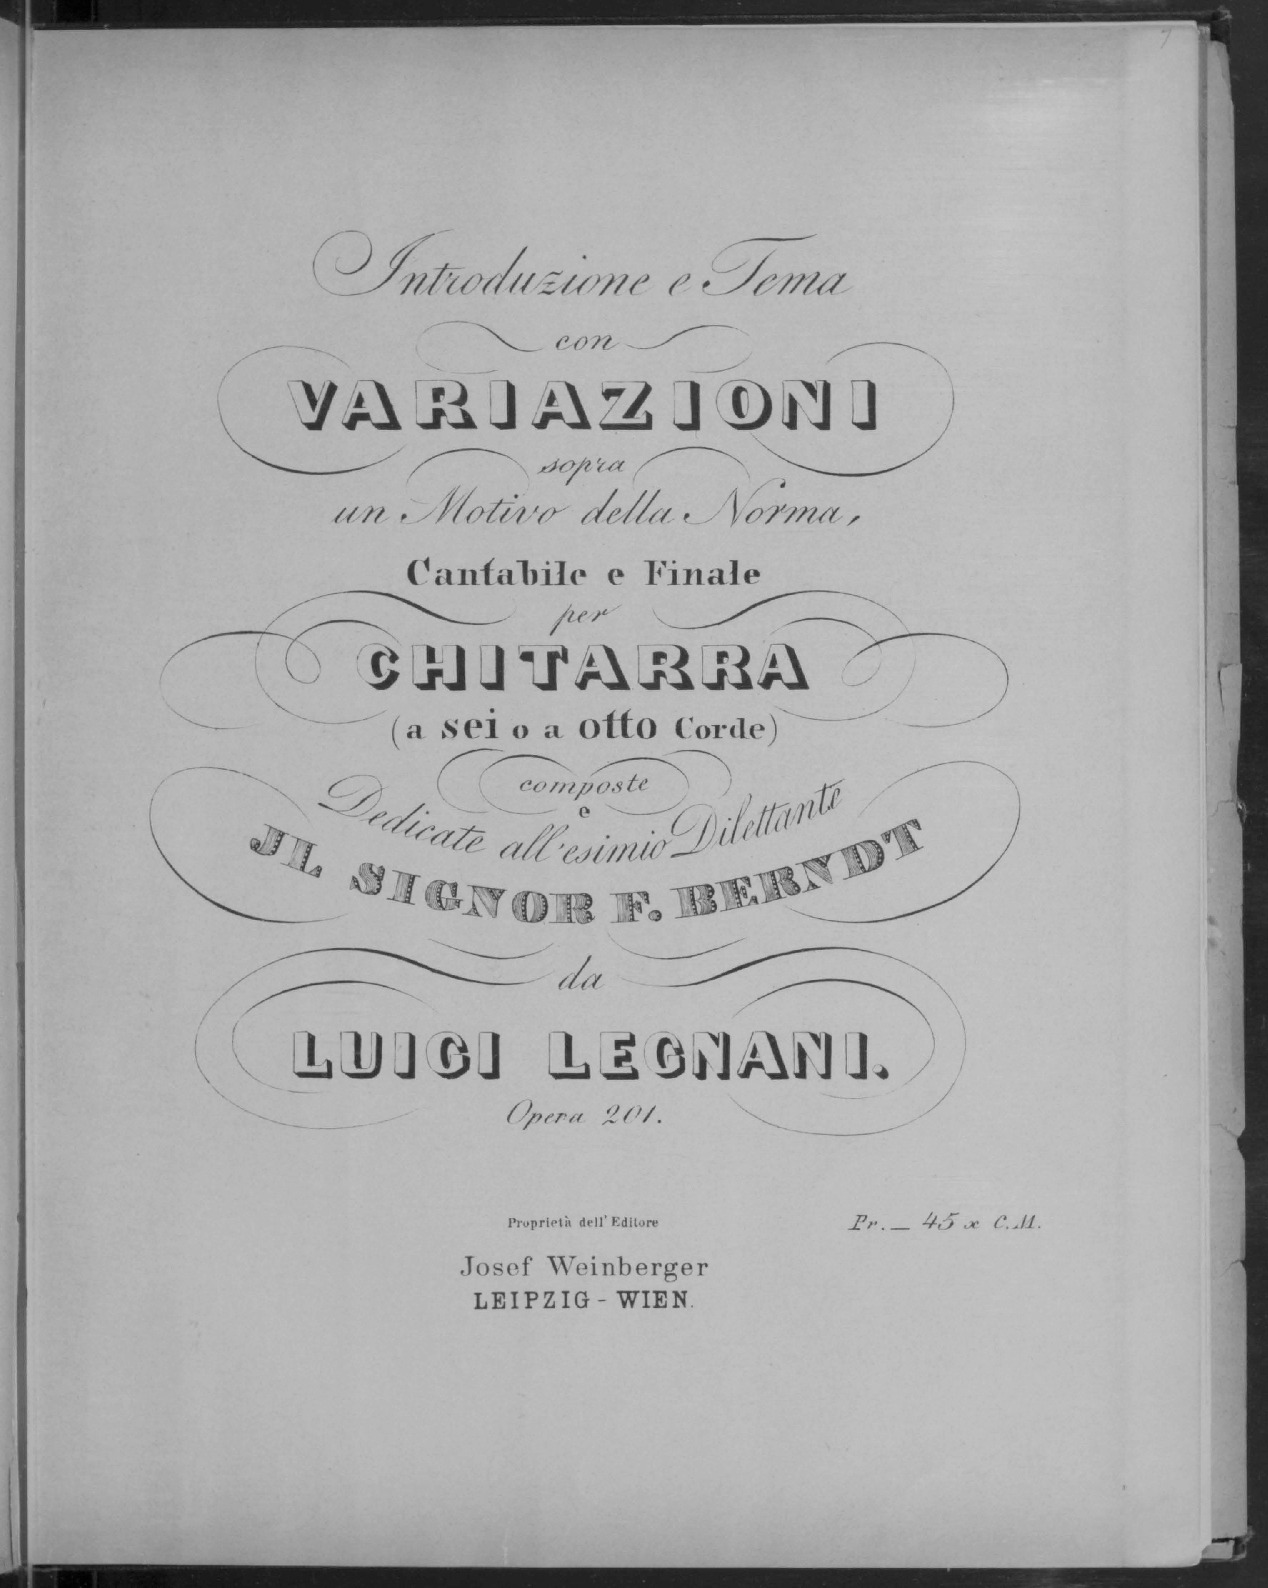 Introduzione e Tema
con
VARIAZIONI
sopra
un Motivo della Norma,
Cantabile e Finale
per
CHITARRA
(a sei o a otto Corde)
composte
e
Dedicate all'esimio Dilettante
JL SIGNOR F. BERNDT
da
LUIGI LEGNANI.
Opera 201.
Proprietà dell'Editore
Pr. _ 45 x C.M.
Josef Weinberger
LEIPZIG - WIEN.